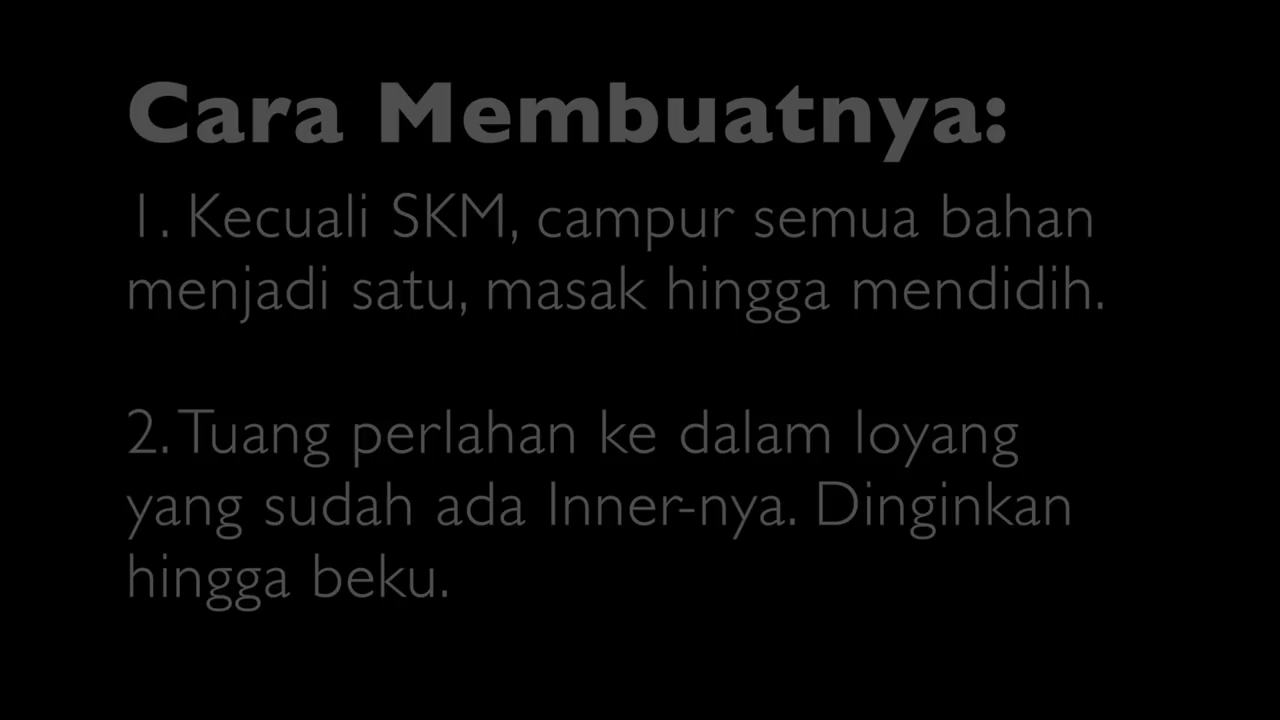 Cara Membuatnya:
1. Kecuali SKM, campur semua bahan
menjadi satu, masak hingga mendidih.
2. Tuang perlahan ke dalam loyang
yang sudah ada Inner-nya. Dinginkan
hingga beku.